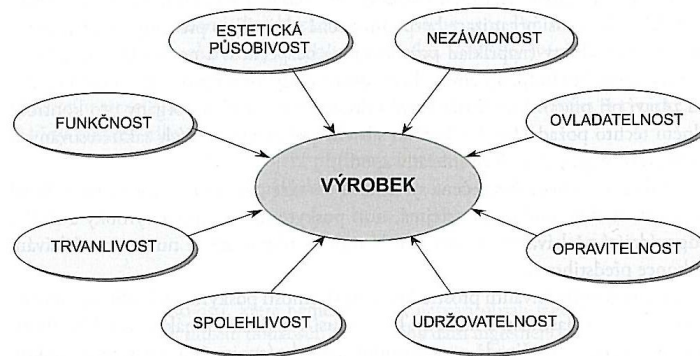 ESTETICKÁ
PŮSOBIVOST
NEZÁVADNOST
FUNKČNOST
OVLADATELNOST
VÝROBEK
TRVANLIVOST
OPRAVITELNOST
SPOLEHLIVOST
UDRŽOVATELNOST